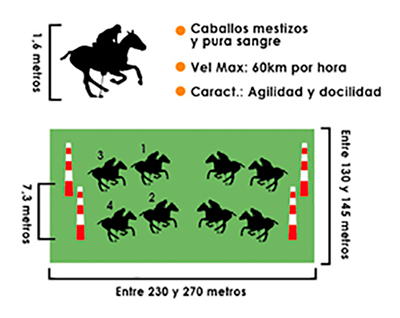 1,6 metros
Caballos mestizos
y pura sangre
Vel Max: 60km por hora
Caract.: Agilidad y docilidad
3
1
4
2
7,3 metros
Entre 130 y 145 metros
Entre 230 y 270 metros